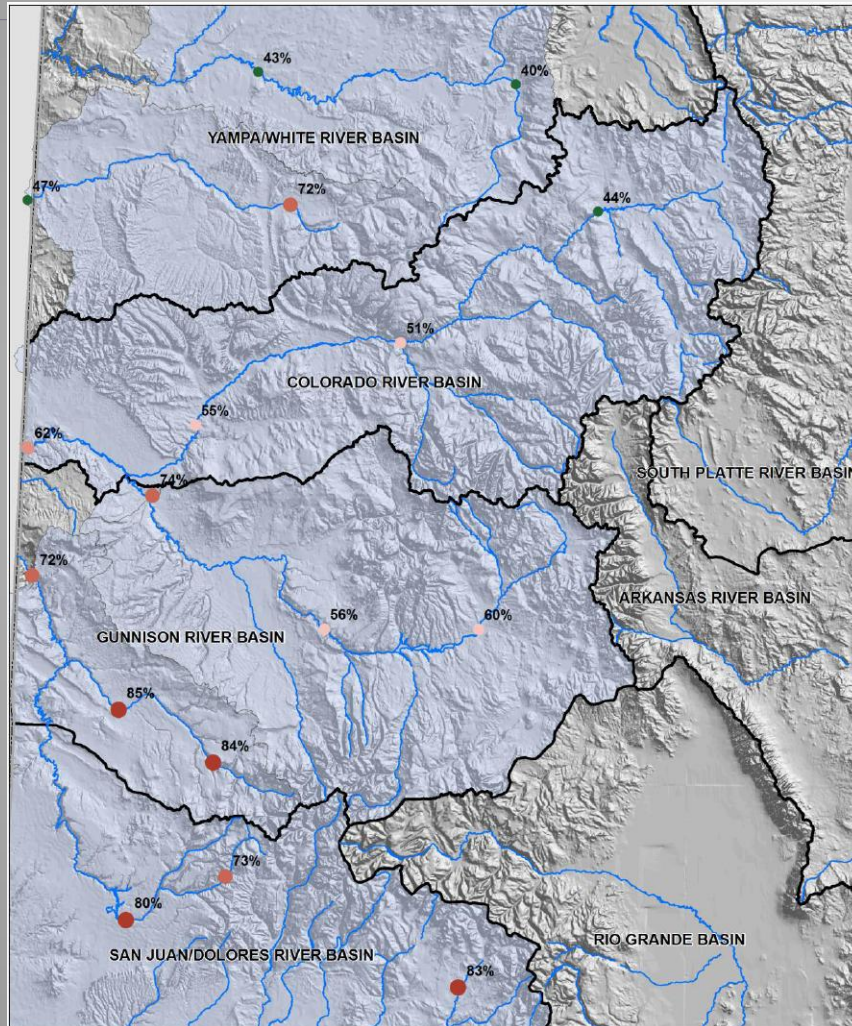 43%
40%
YAMPA/WHITE RIVER BASIN
47%
72%
44%
51%
COLORADO RIVER BASIN
55%
62%
74%
SOUTH PLATTE RIVER BASIN
72%
ARKANSAS RIVER BASIN
56%
60%
GUNNISON RIVER BASIN
85%
84%
73%
80%
RIO GRANDE BASIN
SAN JUAN/DOLORES RIVER BASIN
83%